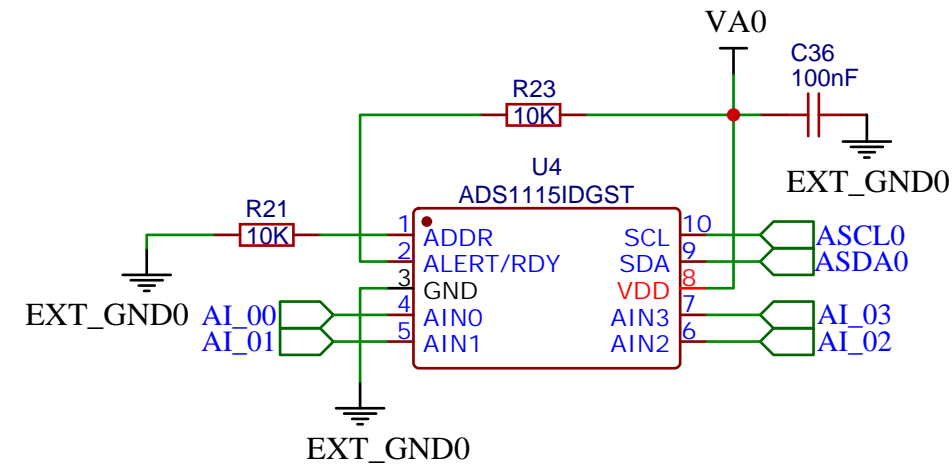 VA0
C36
100nF
R23
10K
EXT_GND0
U4
ADS1115IDGST
R21
10K
1
ADDR
SCL
10
ASCL0
2
ALERT/RDY
SDA
9
ASDA0
3
GND
VDD
8
EXT_GND0
AI_00
4
AIN0
AIN3
7
AI_03
AI_01
5
AIN1
AIN2
6
AI_02
EXT_GND0